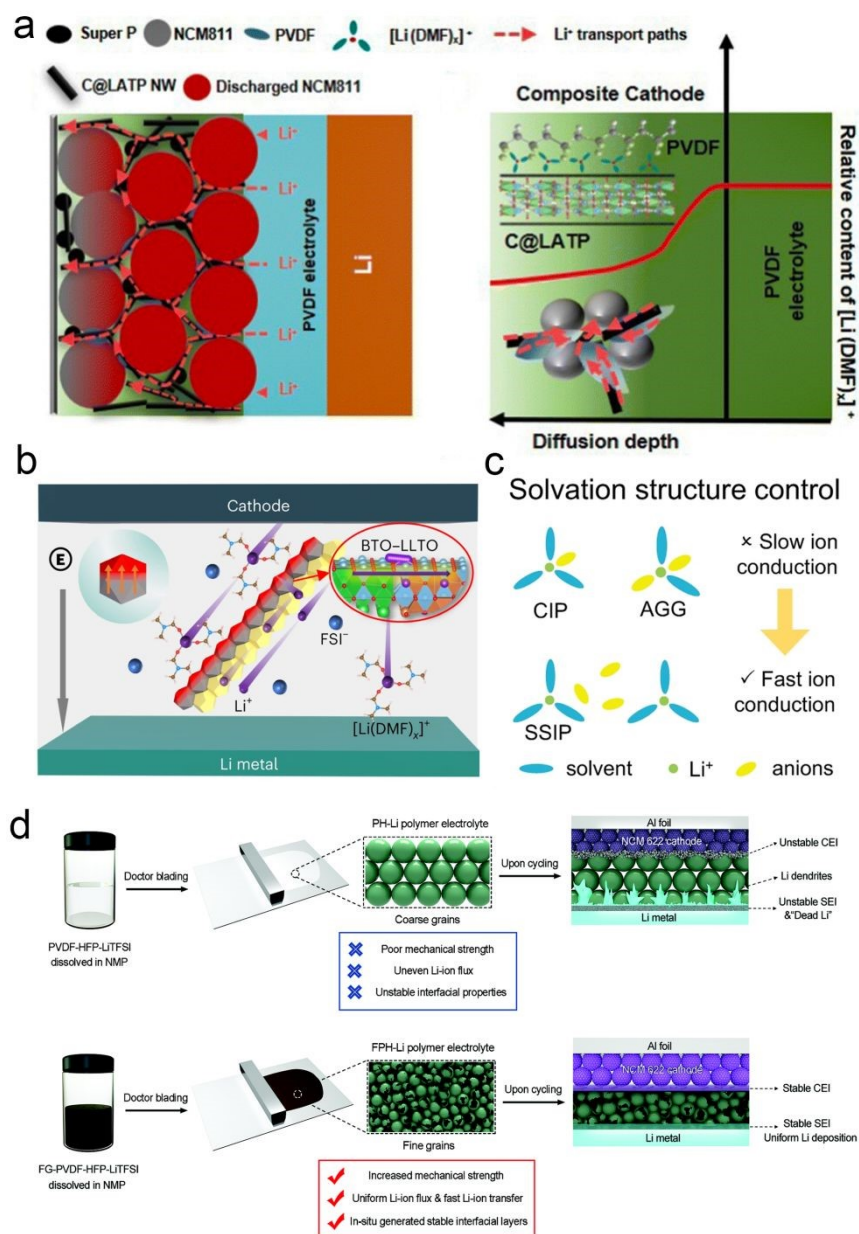 a
Super P NCM811 PVDF [Li (DMF)ₓ]⁺ Li⁺ transport paths
C@LATP NW Discharged NCM811
Li⁺
Li⁺
Li⁺
Li⁺
Li⁺
PVDF electrolyte
Li
Composite Cathode
PVDF
C@LATP
PVDF
electrolyte
Relative content of [Li (DMF)ₓ]⁺
Diffusion depth
b
Cathode
E
BTO–LLTO
FSI⁻
Li⁺
[Li(DMF)ₓ]⁺
Li metal
c
Solvation structure control
CIP
AGG
× Slow ion
conduction
SSIP
✓ Fast ion
conduction
solvent Li⁺ anions
d
PVDF-HFP-LiTFSI
dissolved in NMP
Doctor blading
PH-Li polymer electrolyte
Coarse grains
Upon cycling
Al foil
NCM 622 cathode
Li metal
Unstable CEI
Li dendrites
Unstable SEI
&"Dead Li"
Poor mechanical strength
Uneven Li-ion flux
Unstable interfacial properties
FG-PVDF-HFP-LiTFSI
dissolved in NMP
Doctor blading
FPH-Li polymer electrolyte
Fine grains
Upon cycling
Al foil
NCM 622 cathode
Li metal
Stable CEI
Stable SEI
Uniform Li deposition
Increased mechanical strength
Uniform Li-ion flux & fast Li-ion transfer
In-situ generated stable interfacial layers